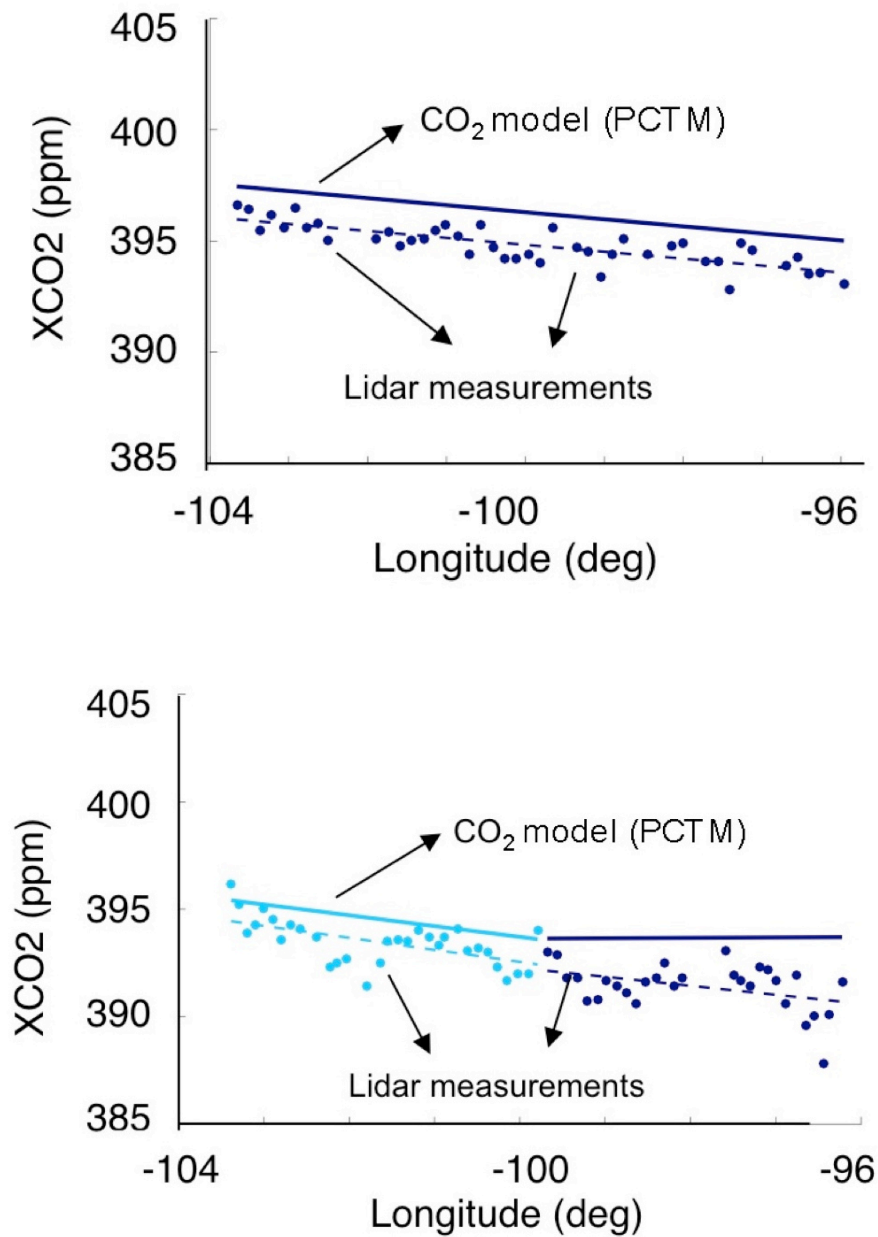 405
400
395
390
385
XCO2 (ppm)
CO₂ model (PCTM)
Lidar measurements
-104 -100 -96
Longitude (deg)
405
400
395
390
385
XCO2 (ppm)
CO₂ model (PCTM)
Lidar measurements
-104 -100 -96
Longitude (deg)